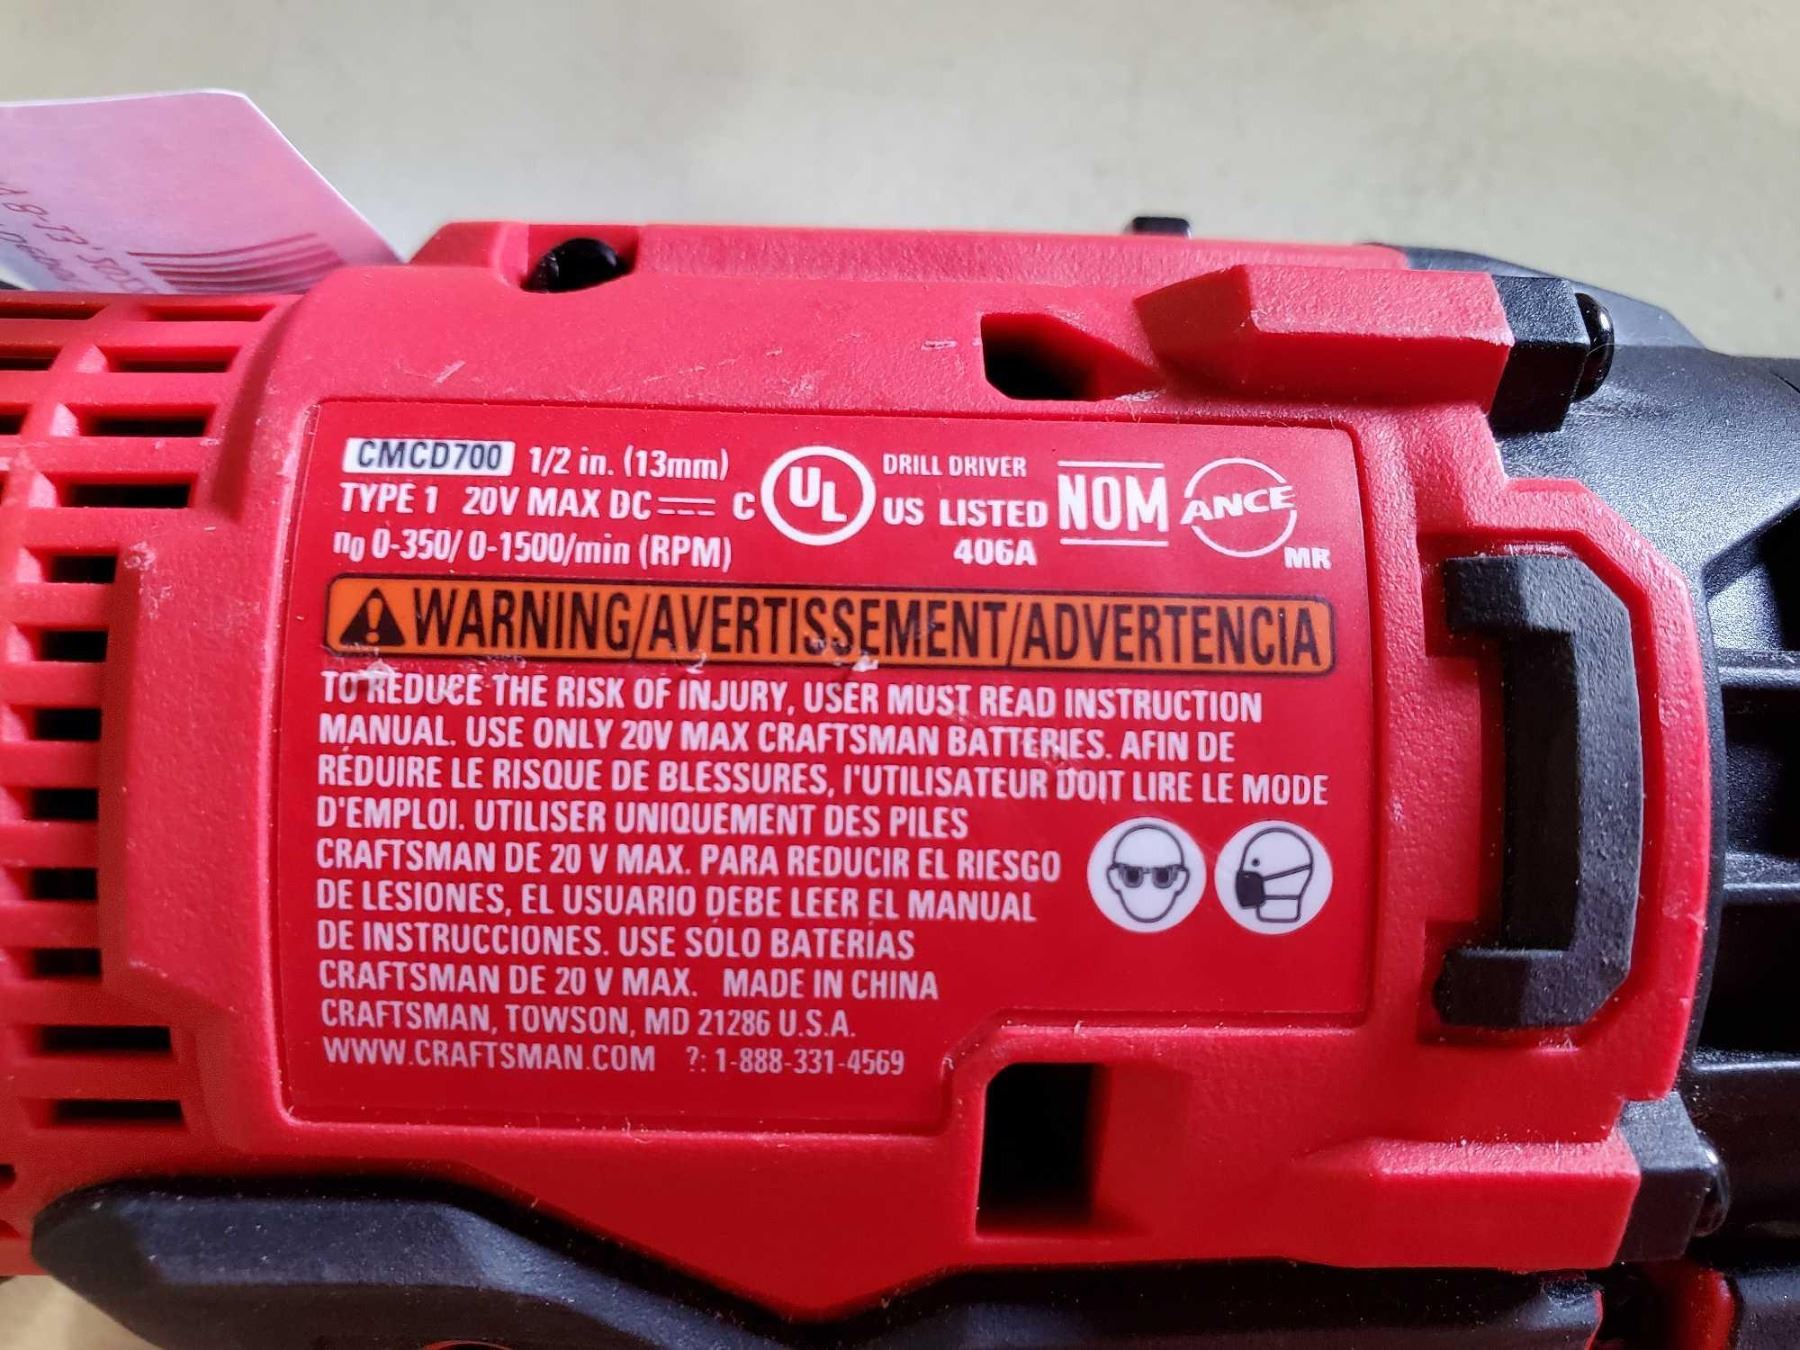 CMCD700 1/2 in. (13mm)
TYPE 1 20V MAX DC
n0 0-350/ 0-1500/min (RPM)
C UL US LISTED
DRILL DRIVER
406A
NOM
ANCE
MR
WARNING/AVERTISSEMENT/ADVERTENCIA
TO REDUCE THE RISK OF INJURY, USER MUST READ INSTRUCTION
MANUAL. USE ONLY 20V MAX CRAFTSMAN BATTERIES. AFIN DE
RÉDUIRE LE RISQUE DE BLESSURES, l'UTILISATEUR DOIT LIRE LE MODE
D'EMPLOI. UTILISER UNIQUEMENT DES PILES
CRAFTSMAN DE 20 V MAX. PARA REDUCIR EL RIESGO
DE LESIONES, EL USUARIO DEBE LEER EL MANUAL
DE INSTRUCCIONES. USE SÓLO BATERÍAS
CRAFTSMAN DE 20 V MAX. MADE IN CHINA
CRAFTSMAN, TOWSON, MD 21286 U.S.A.
WWW.CRAFTSMAN.COM ?: 1-888-331-4569